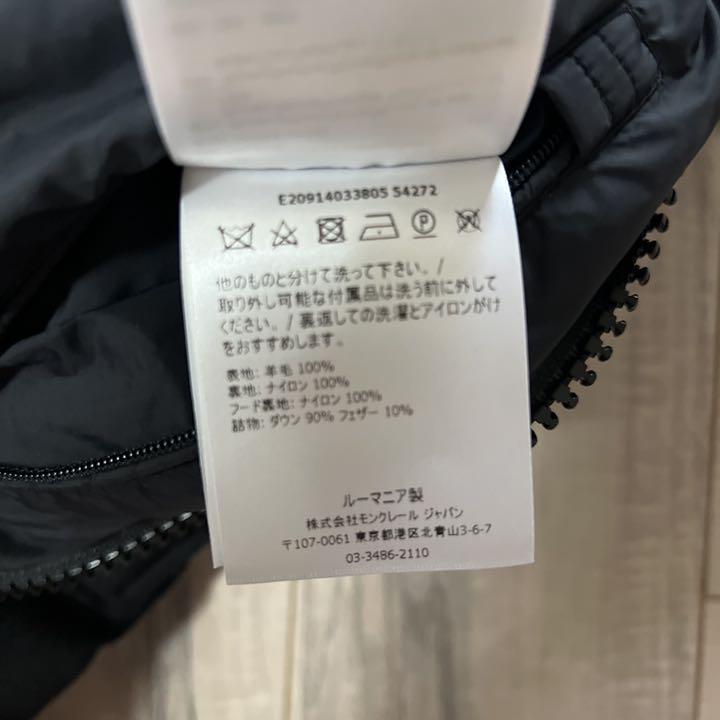 E20914033805 54272
P
他のものと分けて洗って下さい。/
取り外し可能な付属品は洗う前に外して
ください。/ 裏返しての洗濯とアイロンがけ
をおすすめします。
表地: 羊毛 100%
裏地: ナイロン 100%
フード裏地: ナイロン 100%
詰物: ダウン 90% フェザー 10%
ルーマニア製
株式会社モンクレール ジャパン
〒107-0061 東京都港区北青山3-6-7
03-3486-2110